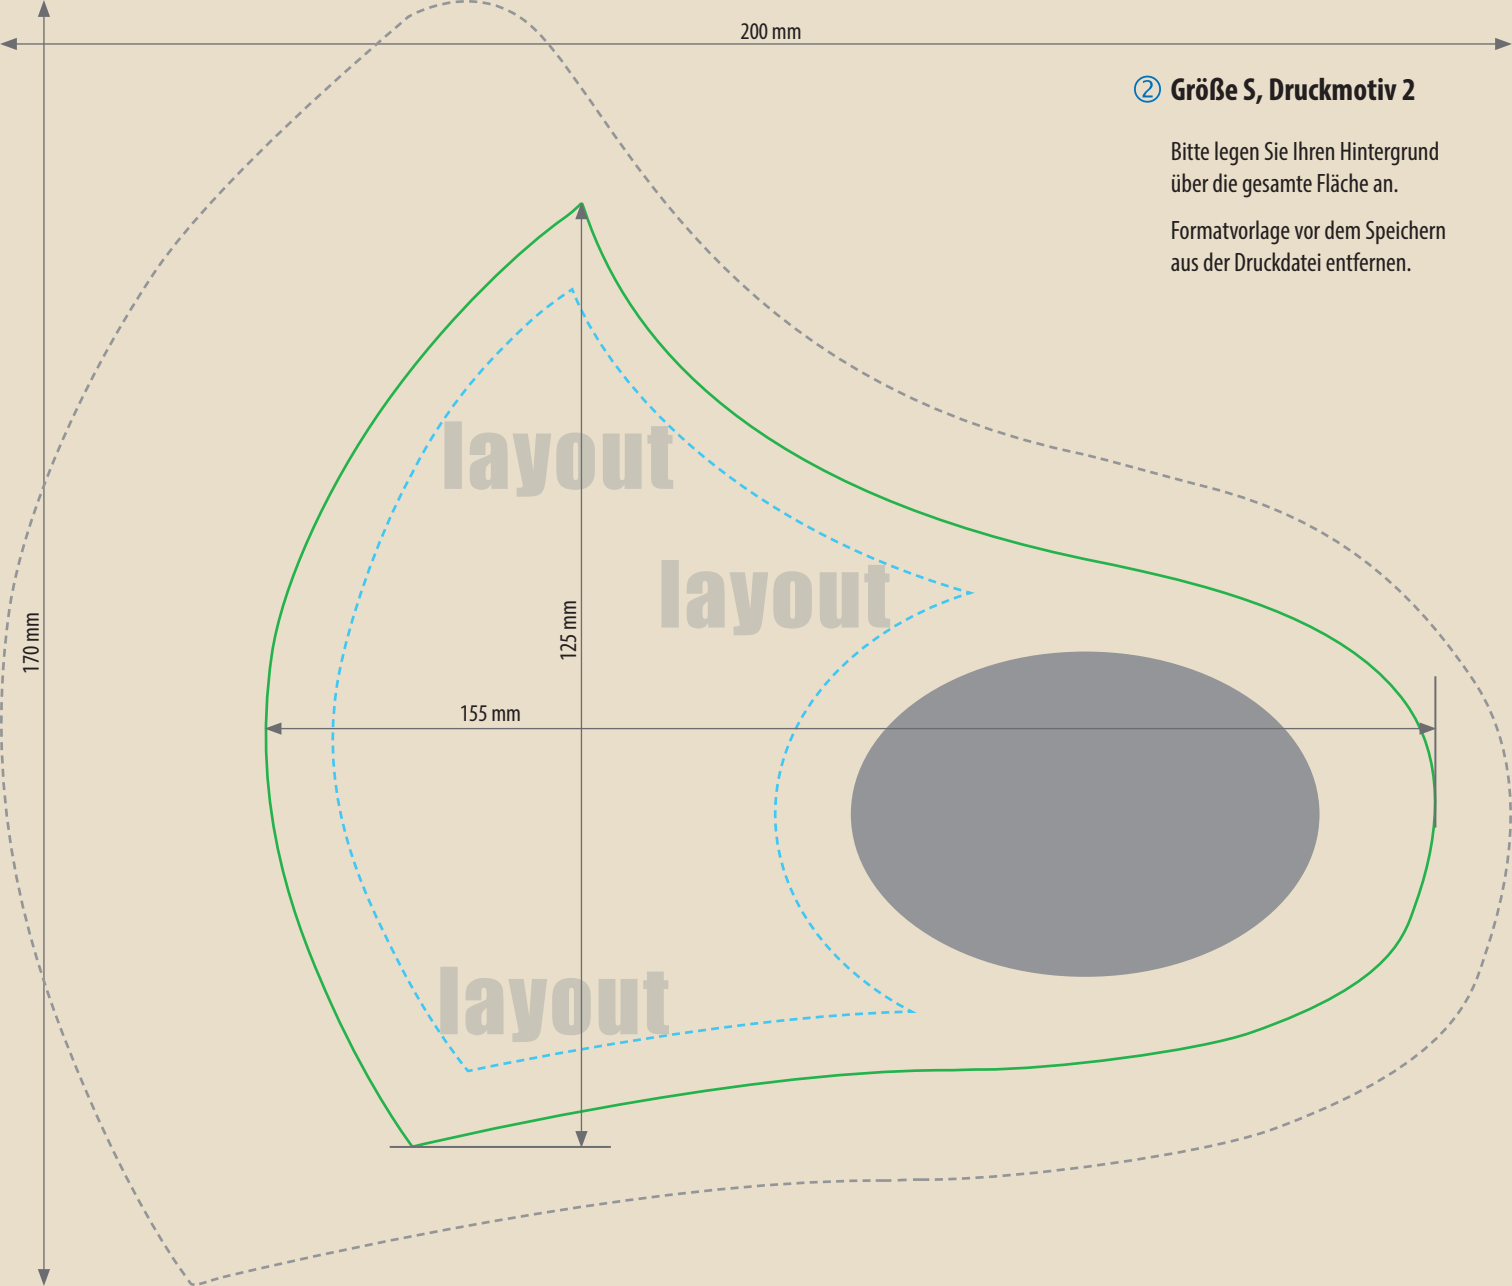 200 mm
② Größe S, Druckmotiv 2
Bitte legen Sie Ihren Hintergrund
über die gesamte Fläche an.
Formatvorlage vor dem Speichern
aus der Druckdatei entfernen.
layout
layout
170 mm
125 mm
155 mm
layout